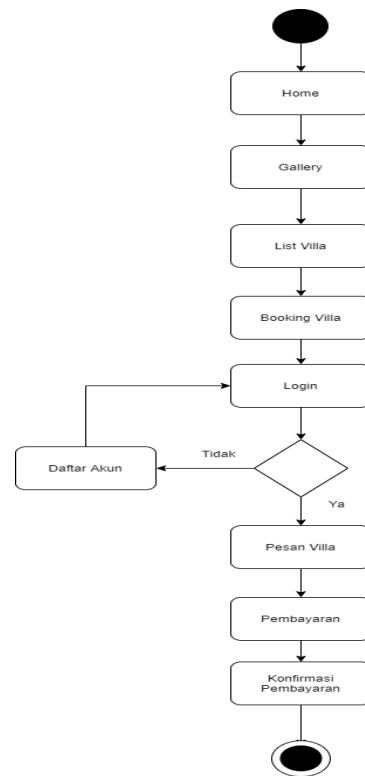 Home
Gallery
List Villa
Booking Villa
Login
Tidak
Daftar Akun
Ya
Pesan Villa
Pembayaran
Konfirmasi
Pembayaran